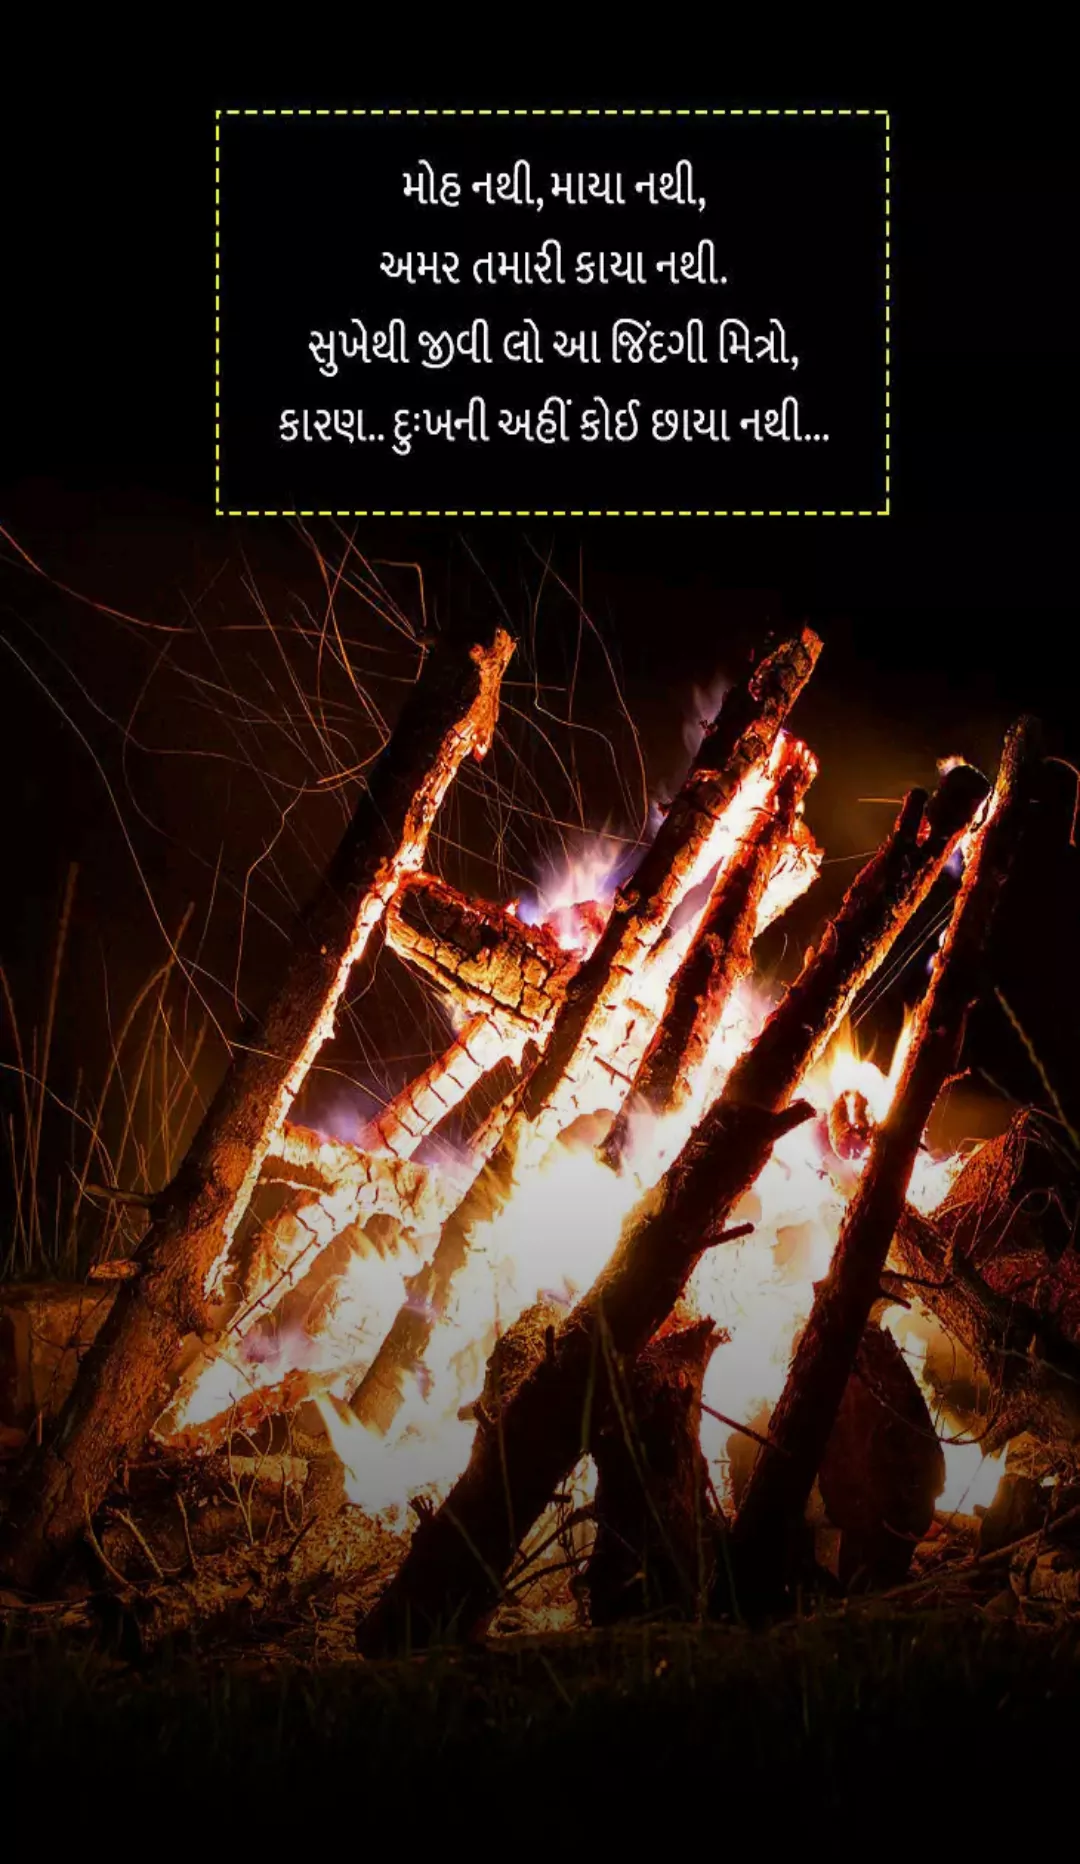 મોહ નથી, માયા નથી,
અમર તમારી કાયા નથી.
સુખેથી જીવી લો આ જિંદગી મિત્રો,
કારણ.. દુઃખની અહીં કોઈ છાયા નથી...